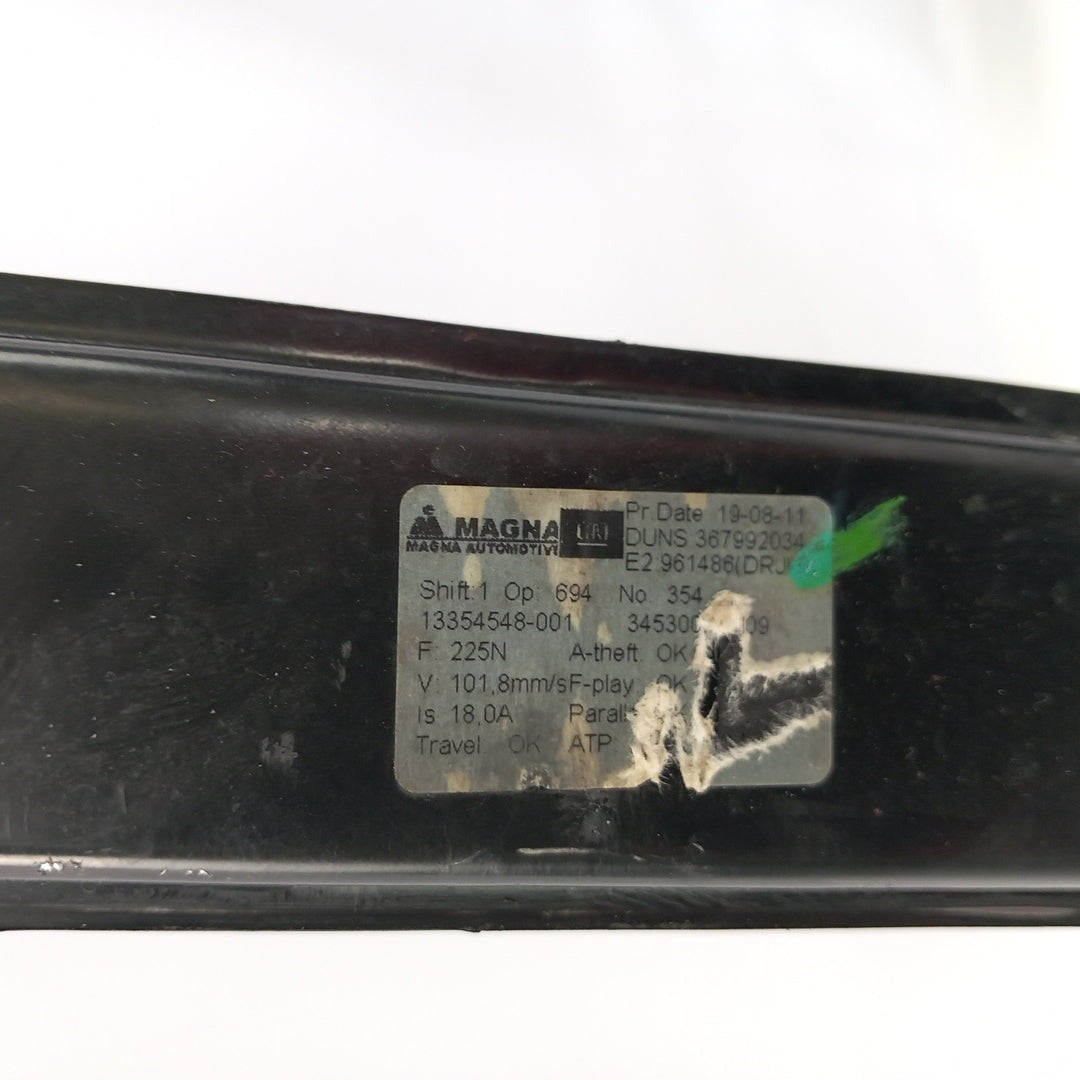 MAGNA
MAGNA AUTOMOTIVE
GM
Pr.Date 19-08-11
DUNS 367992034
E2 961486(DRJ
Shift:1 Op: 694 No: 354
13354548-001
F: 225N A-theft: OK
V: 101,8mm/s F-play: OK
Is 18,0A
Travel: OK ATP